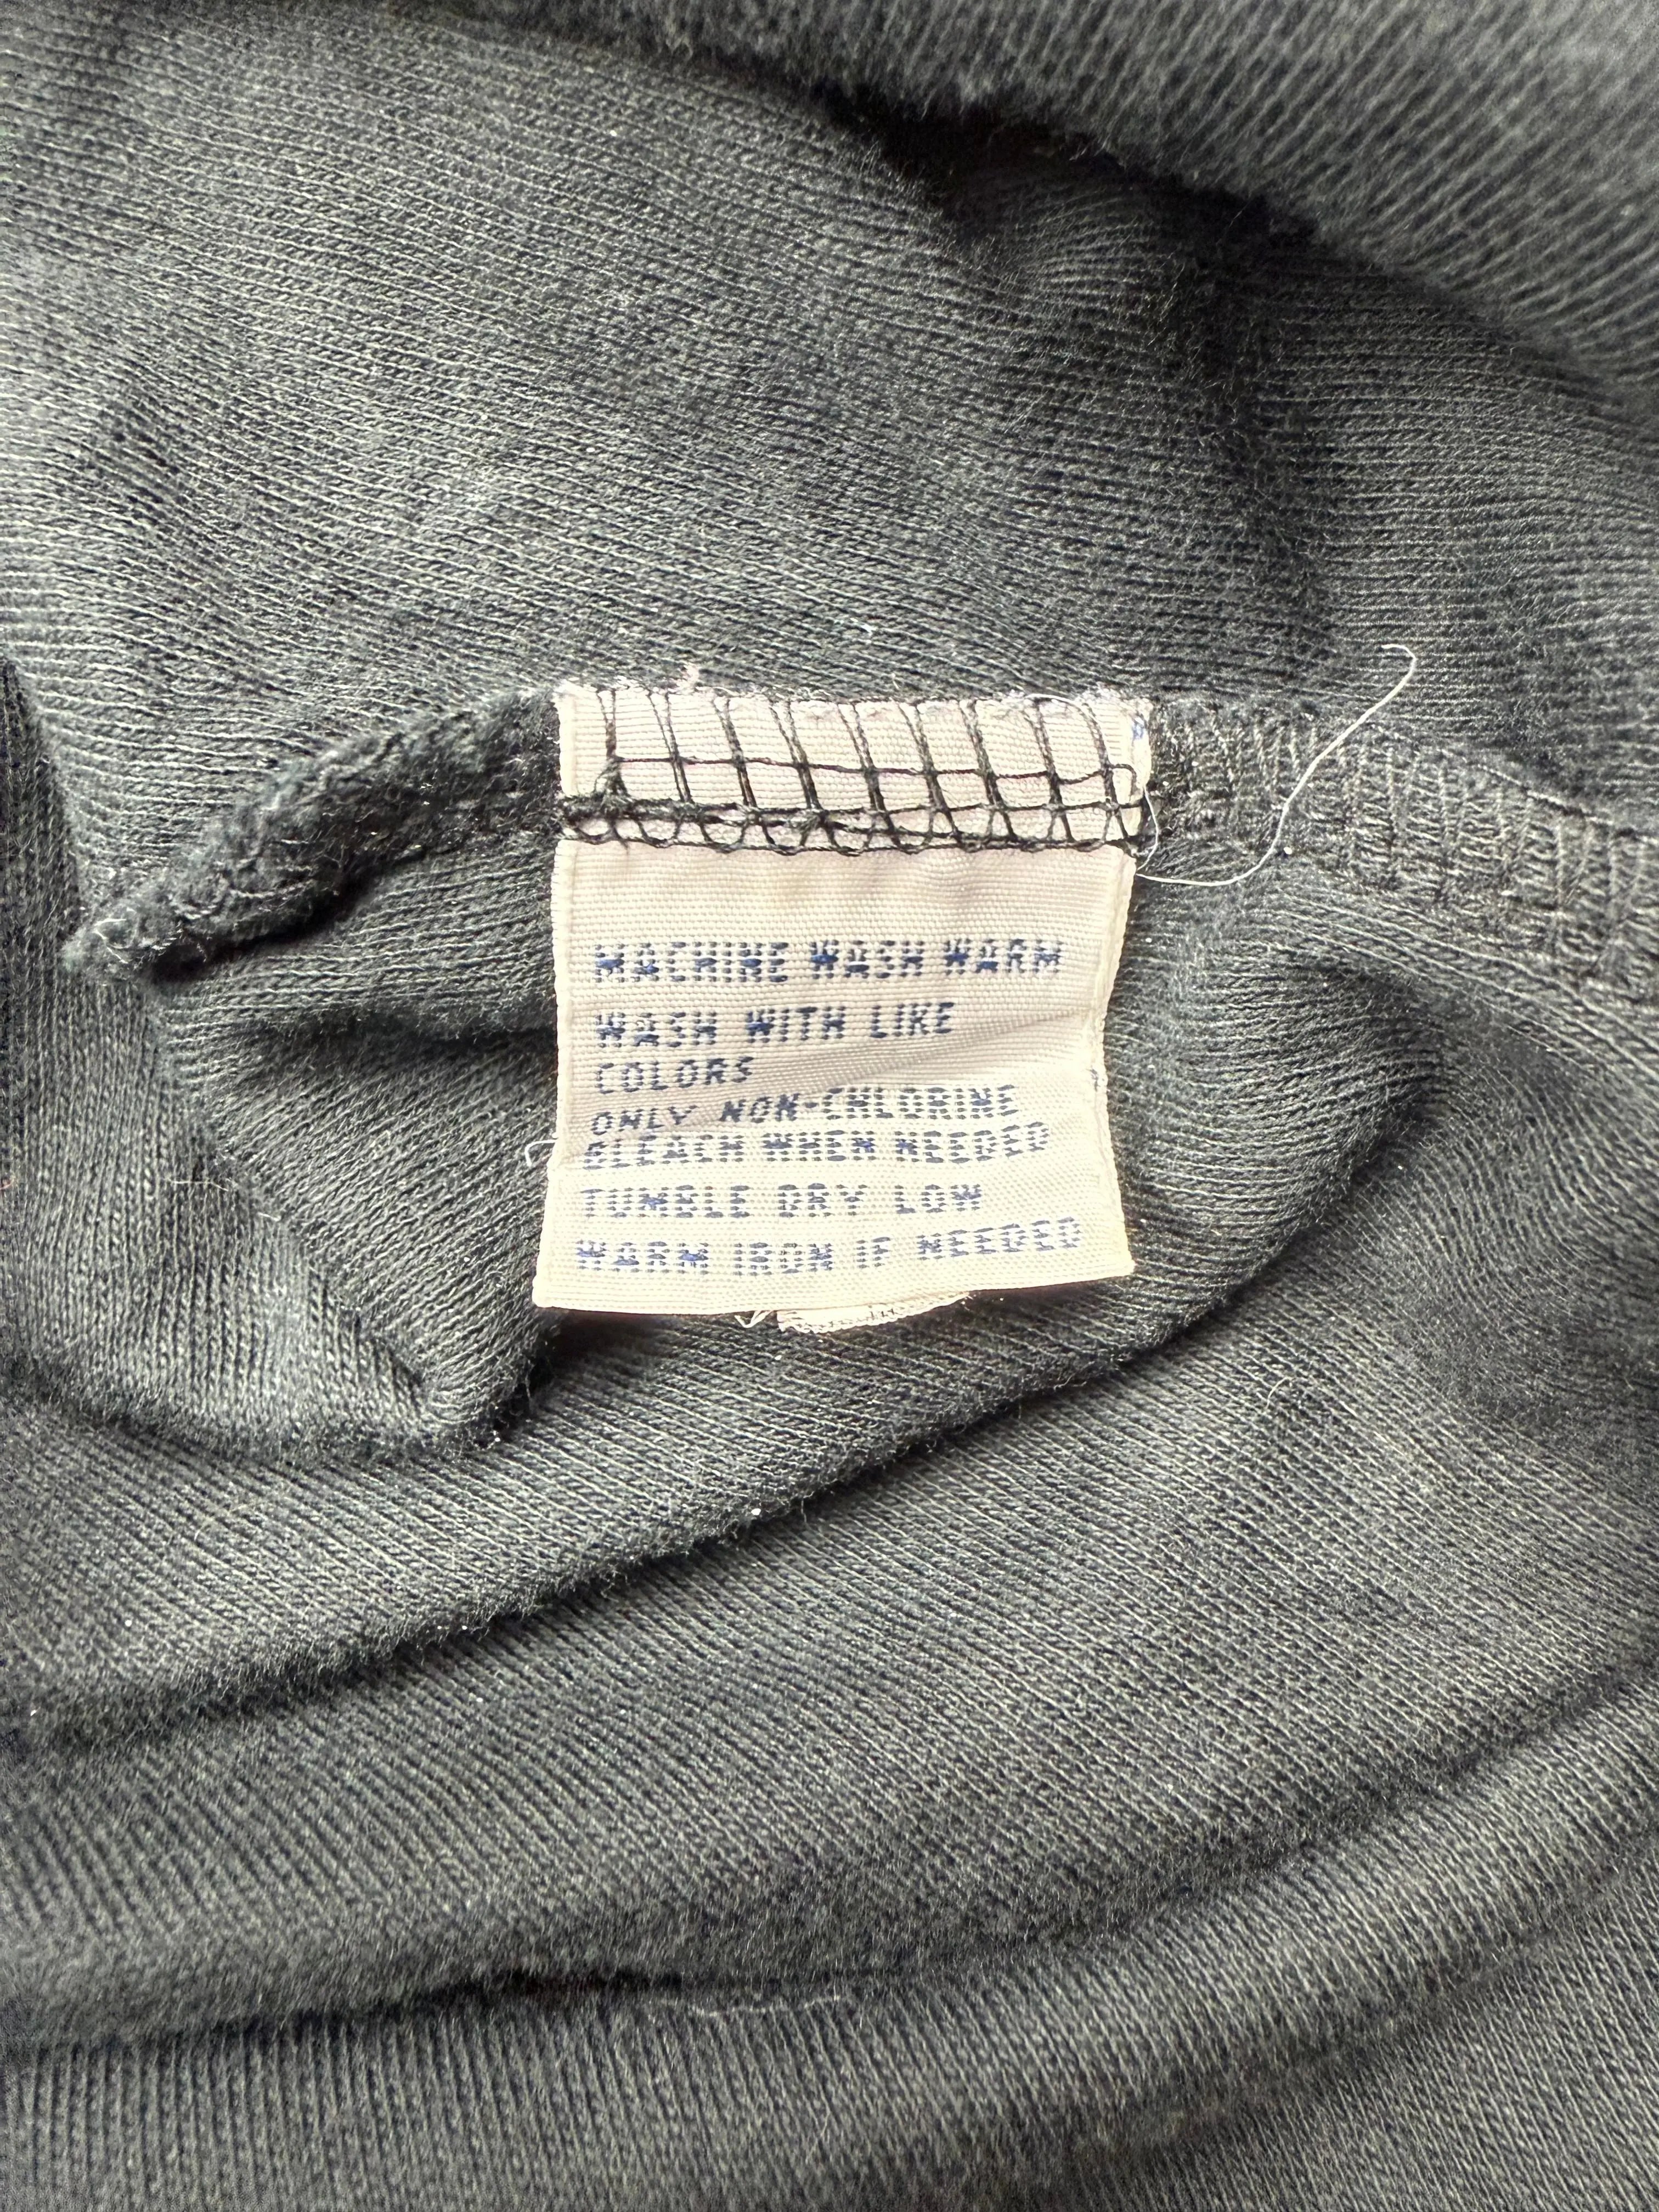 MACHINE WASH WARM
WASH WITH LIKE
COLORS
ONLY NON-CHLORINE
BLEACH WHEN NEEDED
TUMBLE DRY LOW
WARM IRON IF NEEDED